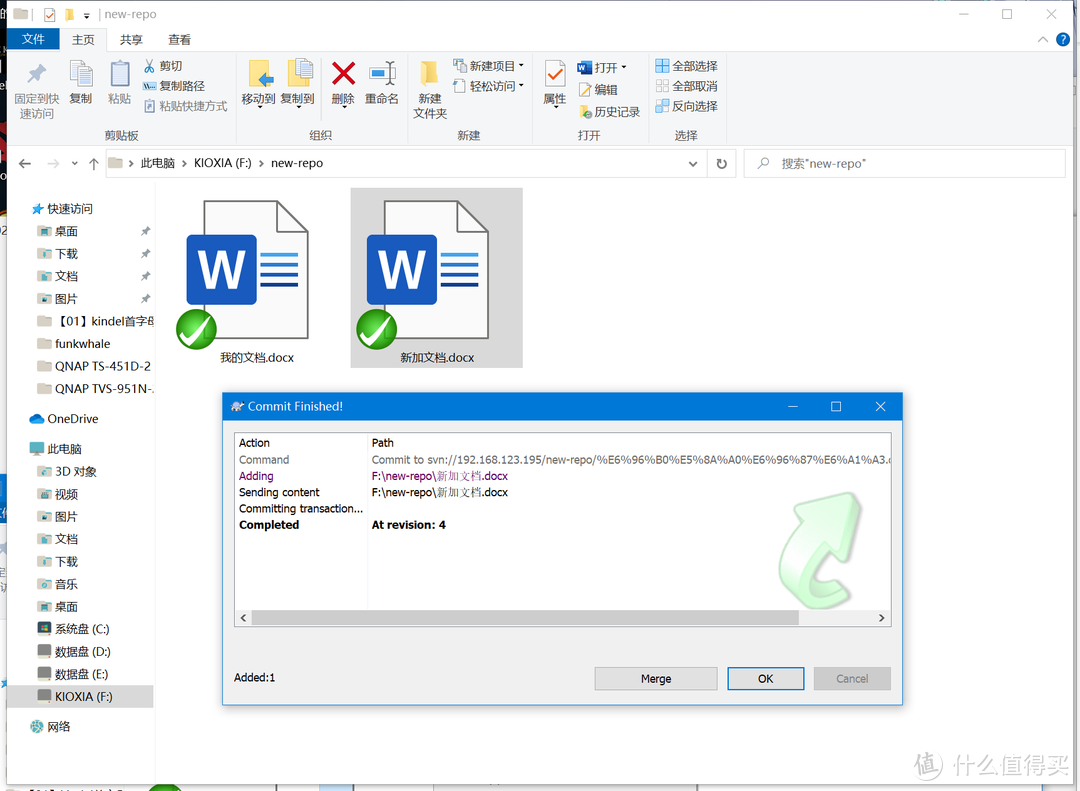 new-repo
文件 主页 共享 查看
固定到快速访问
复制
粘贴
剪切
复制路径
粘贴快捷方式
剪贴板
移动到
复制到
删除
重命名
组织
新建文件夹
新建项目
轻松访问
新建
属性
打开
编辑
历史记录
打开
全部选择
全部取消
反向选择
选择
此电脑 > KIOXIA (F:) > new-repo
搜索"new-repo"
快速访问
桌面
下载
文档
图片
【01】kindel首字母
funkwhale
QNAP TS-451D-2
QNAP TVS-951N-
OneDrive
此电脑
3D 对象
视频
图片
文档
下载
音乐
桌面
系统盘 (C:)
数据盘 (D:)
数据盘 (E:)
KIOXIA (F:)
网络
我的文档.docx
新加文档.docx
Commit Finished!
Action Path
Command Commit to svn://192.168.123.195/new-repo/%E6%96%B0%E5%8A%A0%E6%96%87%E6%A1%A3.
Adding F:\new-repo\新加文档.docx
Sending content F:\new-repo\新加文档.docx
Committing transaction...
Completed At revision: 4
Added:1
Merge OK Cancel
值 什么值得买